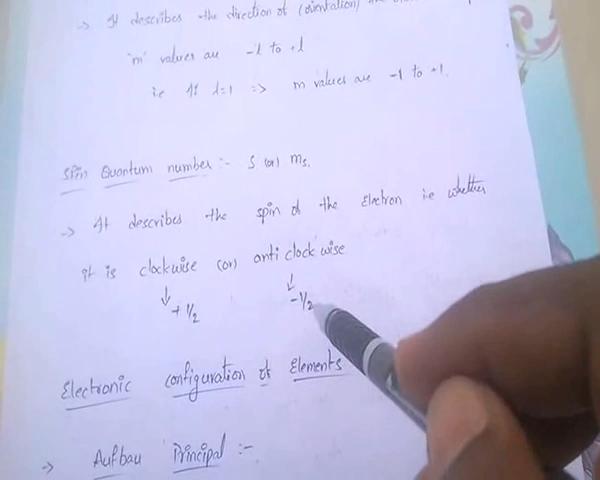 -> It describes the direction of (orientation) the
"m" values are -l to +l
ie If l=1 => m values are -1 to +1.
Spin Quantum number :- S (or) ms.
-> It describes the spin of the Electron i.e whether
it is clockwise (or) anti clock wise
↓ ↓
+ 1/2 - 1/2
Electronic configuration of Elements
-> Aufbau Principal :-